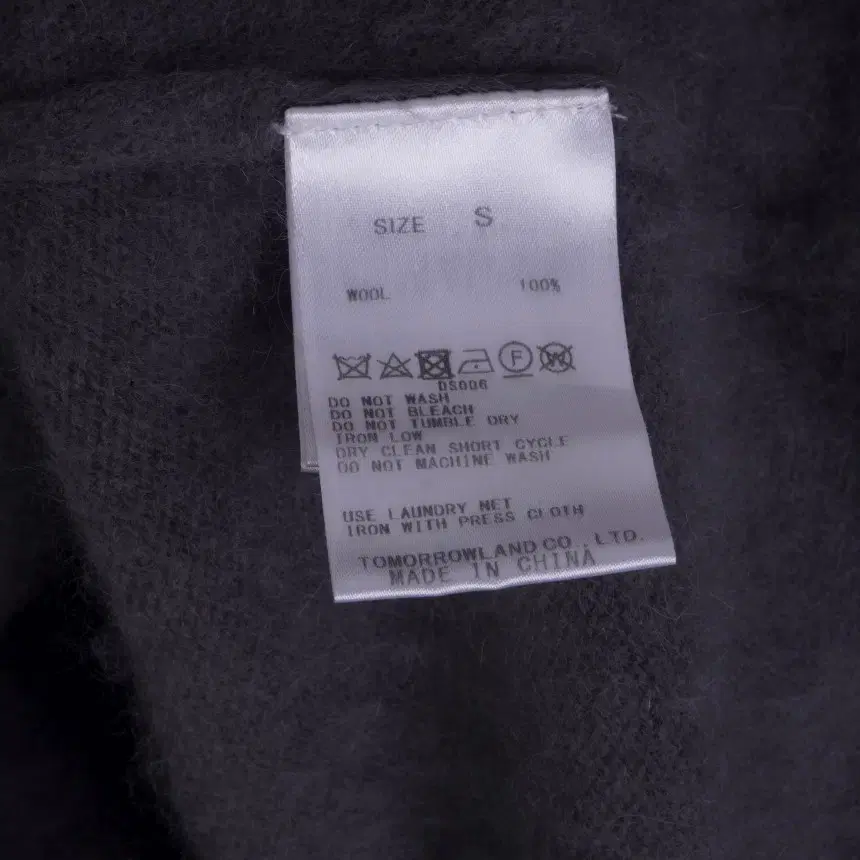 SIZE S
WOOL 100%
F W
DS006
DO NOT WASH
DO NOT BLEACH
DO NOT TUMBLE DRY
IRON LOW
DRY CLEAN SHORT CYCLE
DO NOT MACHINE WASH
USE LAUNDRY NET
IRON WITH PRESS CLOTH
TOMORROWLAND CO., LTD.
MADE IN CHINA